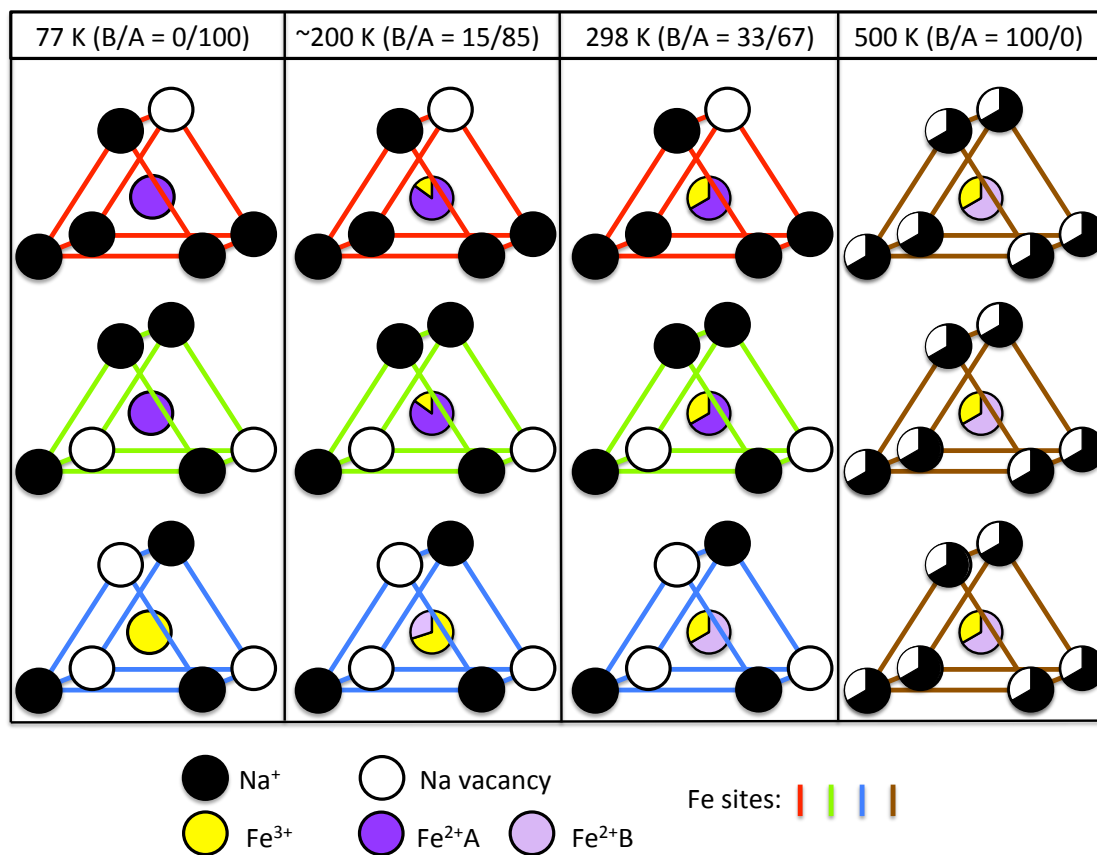 77 K (B/A = 0/100) ~200 K (B/A = 15/85) 298 K (B/A = 33/67) 500 K (B/A = 100/0)
Na⁺ Na vacancy
Fe sites:
Fe³⁺ Fe²⁺A Fe²⁺B